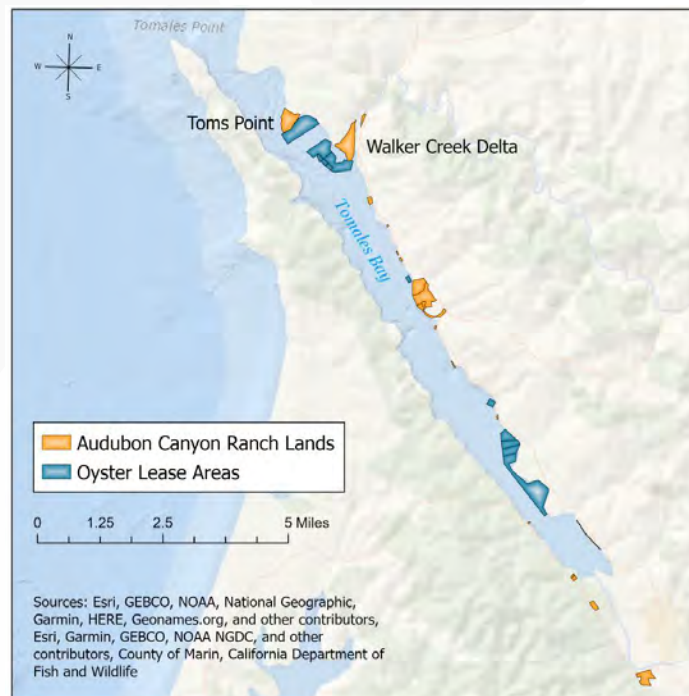 Tomales Point
N
W E
S
Toms Point
Walker Creek Delta
Tomales Bay
Audubon Canyon Ranch Lands
Oyster Lease Areas
0 1.25 2.5 5 Miles
Sources: Esri, GEBCO, NOAA, National Geographic,
Garmin, HERE, Geonames.org, and other contributors,
Esri, Garmin, GEBCO, NOAA NGDC, and other
contributors, County of Marin, California Department of
Fish and Wildlife